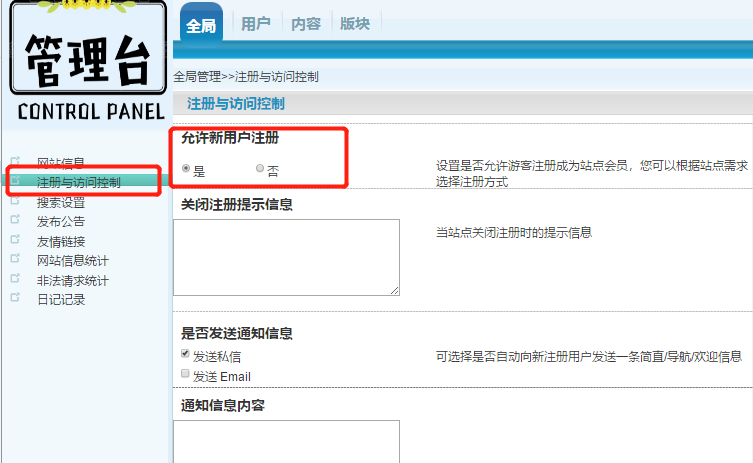 管理台
CONTROL PANEL
全局
用户
内容
版块
全局管理>>注册与访问控制
注册与访问控制
网站信息
注册与访问控制
搜索设置
发布公告
友情链接
网站信息统计
非法请求统计
日记记录
允许新用户注册
是
否
设置是否允许游客注册成为站点会员，您可以根据站点需求
选择注册方式
关闭注册提示信息
当站点关闭注册时的提示信息
是否发送通知信息
发送私信
发送 Email
可选择是否自动向新注册用户发送一条简直/导航/欢迎信息
通知信息内容